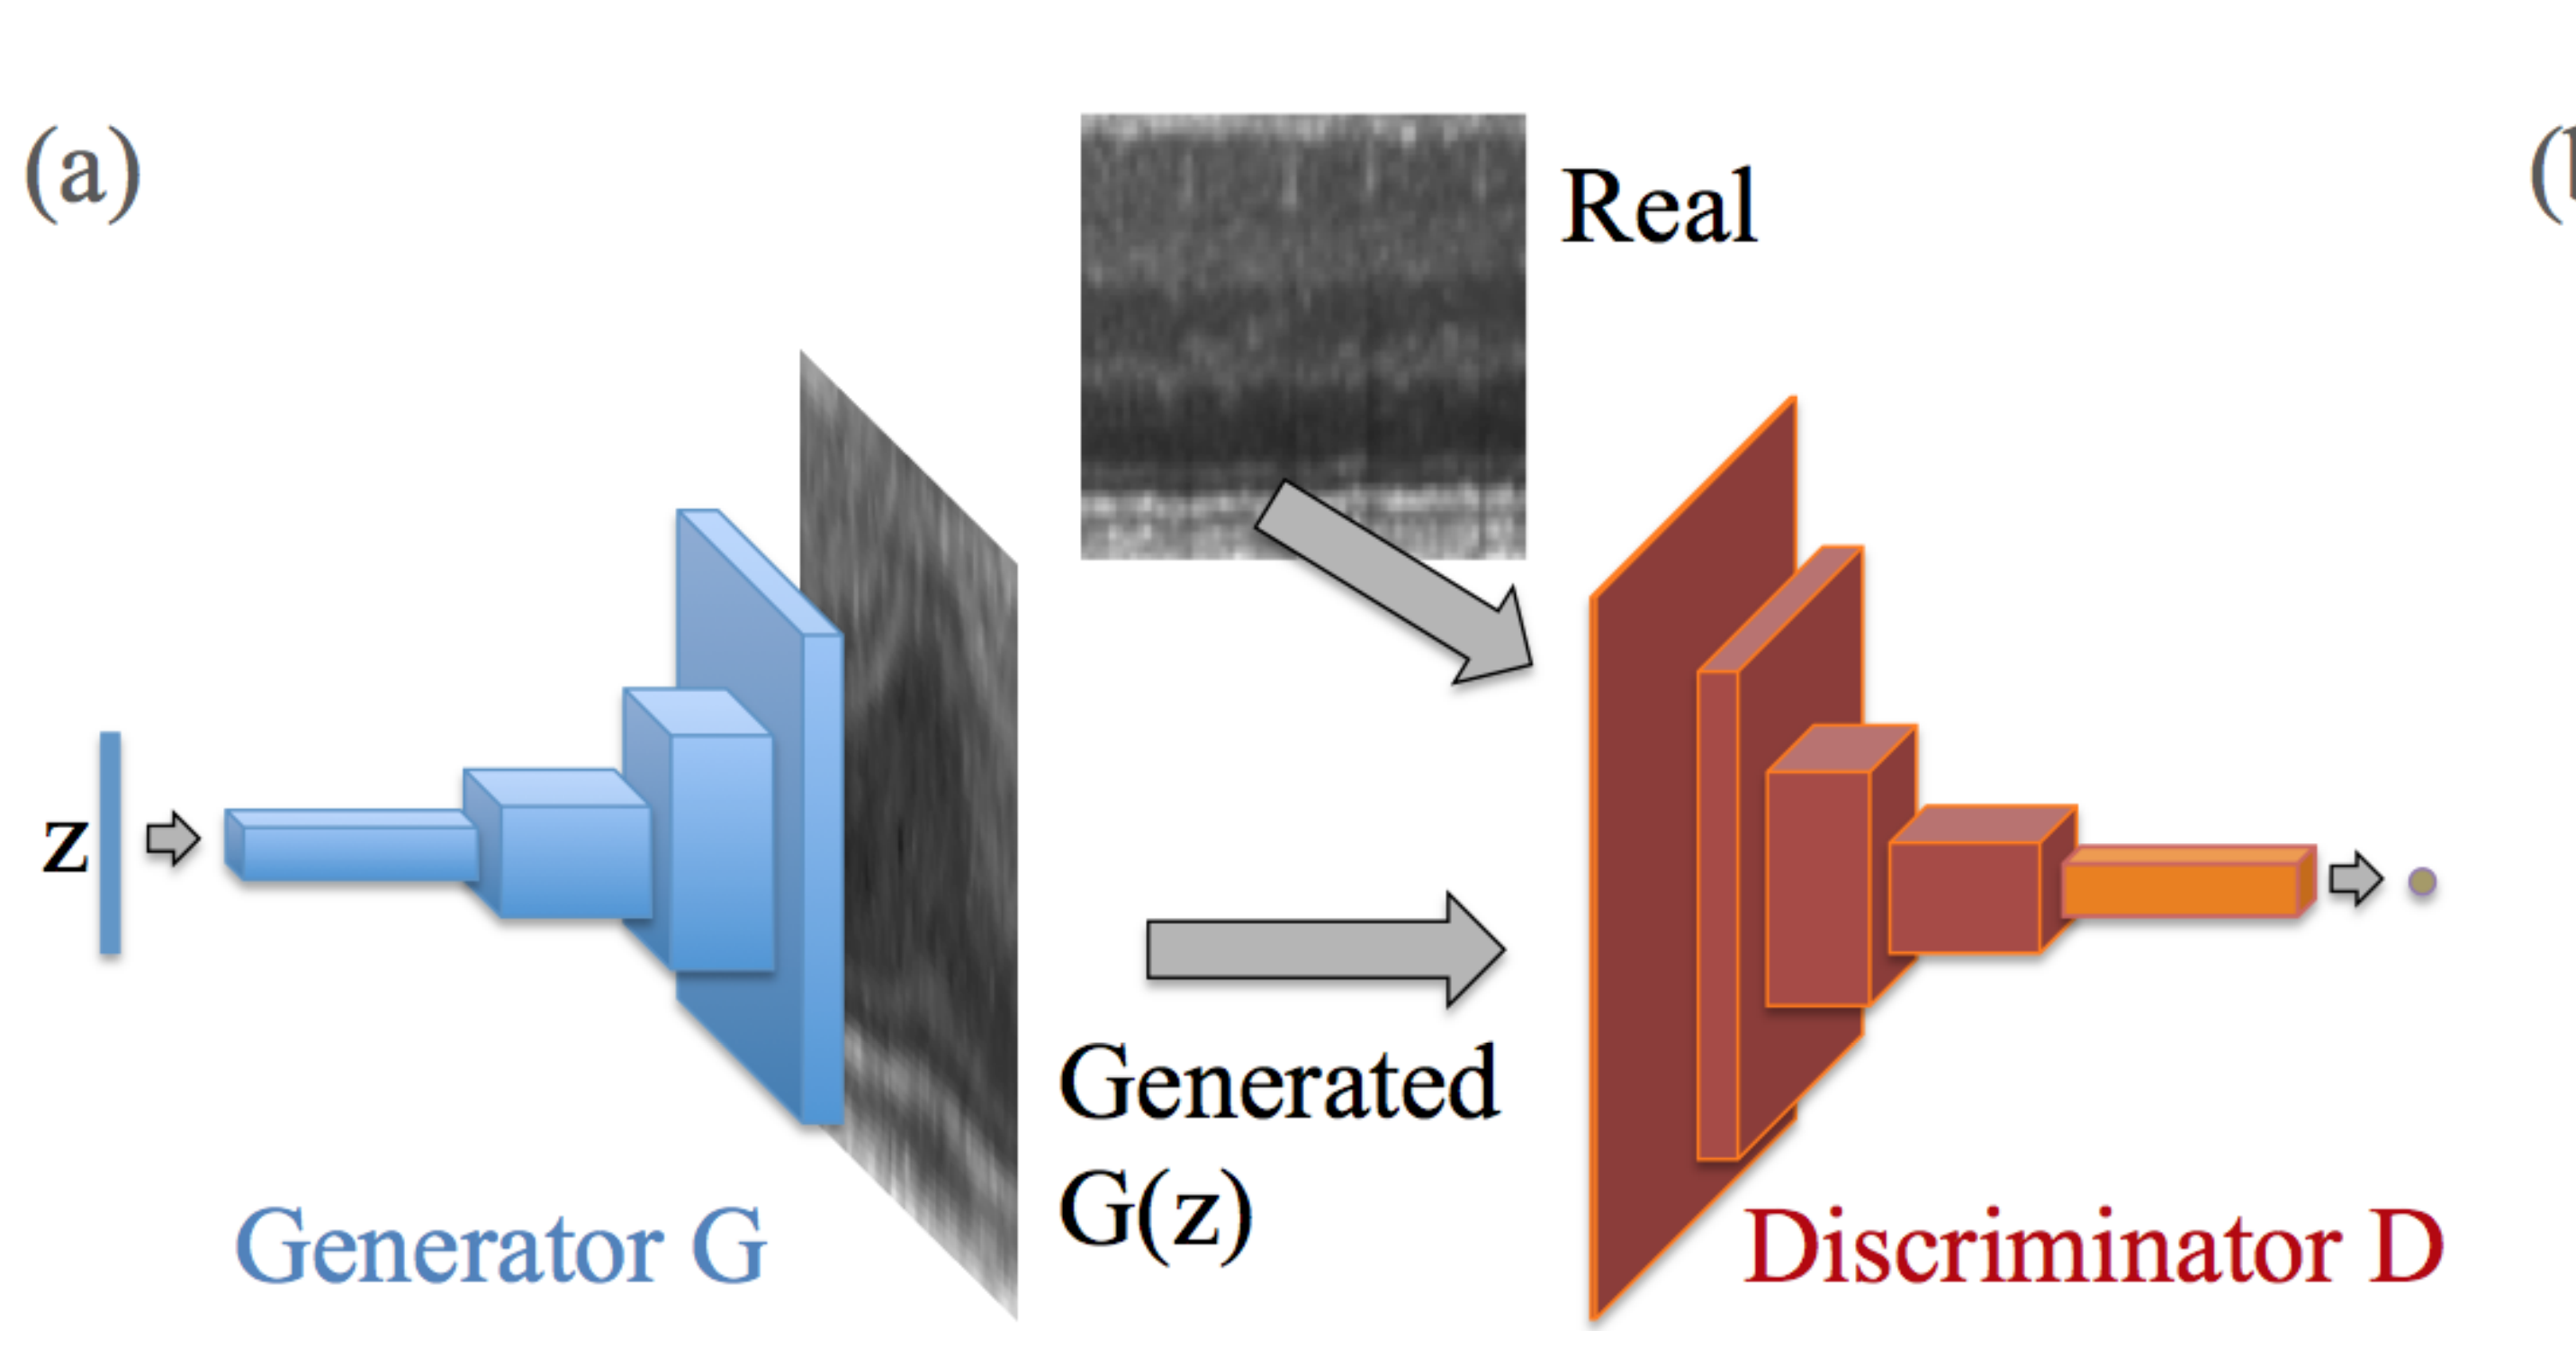 (a)
Real
z
Generated
G(z)
Generator G
Discriminator D